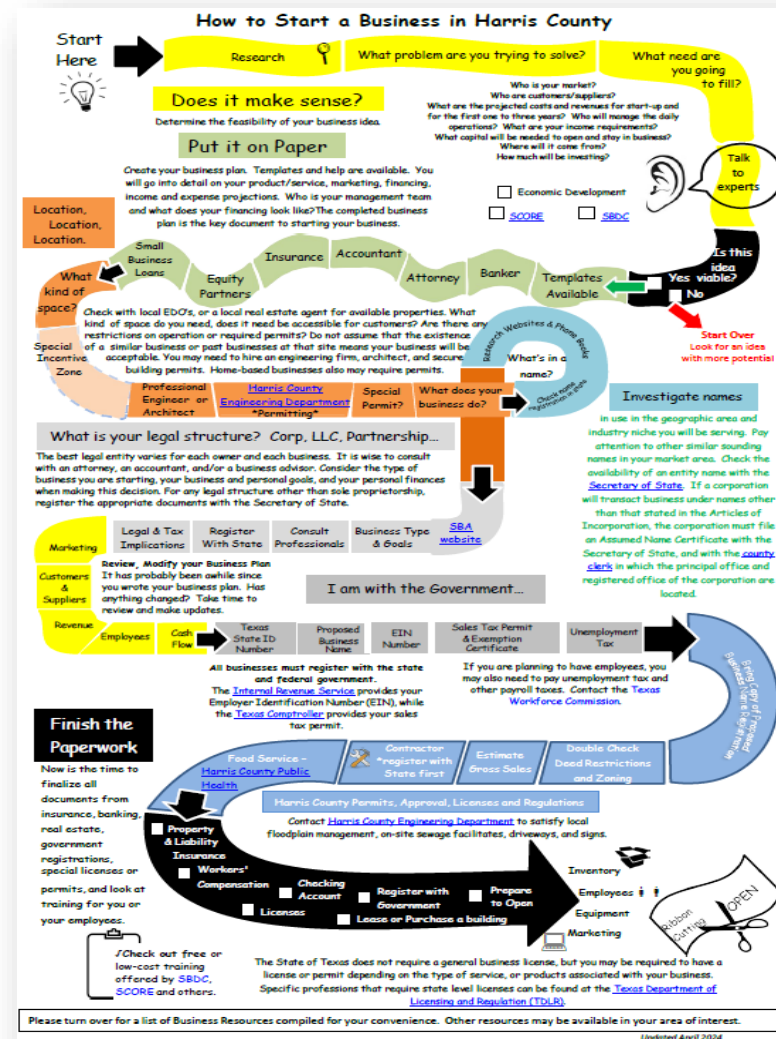 How to Start a Business in Harris County
Start
Here
Research
What problem are you trying to solve?
What need are
you going
to fill?
Does it make sense?
Determine the feasibility of your business idea.
Who is your market?
Who are customers/suppliers?
What are the projected costs and revenues for start-up and
for the first one to three years? Who will manage the daily
operations? What are your income requirements?
What capital will be needed to open and stay in business?
Where will it come from?
How much will be investing?
Talk
to
experts
Economic Development
SCORE
SBDC
Put it on Paper
Create your business plan. Templates and help are available. You
will go into detail on your product/service, marketing, financing,
income and expense projections. Who is your management team
and what does your financing look like?The completed business
plan is the key document to starting your business.
Is this
idea
Yes viable?
No
Start Over
Look for an idea
with more potential
Templates
Available
Banker
Attorney
Accountant
Insurance
Equity
Partners
Small
Business
Loans
Location,
Location,
Location.
What
kind of
space?
Special
Incentive
Zone
Check with local EDO's, or a local real estate agent for available properties. What
kind of space do you need, does it need be accessible for customers? Are there any
restrictions on operation or required permits? Do not assume that the existence
of a similar business or past businesses at that site means your business will be
acceptable. You may need to hire an engineering firm, architect, and secure
building permits. Home-based businesses also may require permits.
Professional
Engineer or
Architect
Harris County
Engineering Department
*Permitting*
Special
Permit?
What does your
business do?
Research Websites & Phone Books
What's in a
name?
Check name
registration in state
Investigate names
in use in the geographic area and
industry niche you will be serving. Pay
attention to other similar sounding
names in your market area. Check the
availability of an entity name with the
Secretary of State. If a corporation
will transact business under names other
than that stated in the Articles of
Incorporation, the corporation must file
an Assumed Name Certificate with the
Secretary of State, and with the county
clerk in which the principal office and
registered office of the corporation are
located.
What is your legal structure? Corp, LLC, Partnership...
The best legal entity varies for each owner and each business. It is wise to consult
with an attorney, an accountant, and/or a business advisor. Consider the type of
business you are starting, your business and personal goals, and your personal finances
when making this decision. For any legal structure other than sole proprietorship,
register the appropriate documents with the Secretary of State.
SBA
website
Business Type
& Goals
Consult
Professionals
Register
With State
Legal & Tax
Implications
Marketing
Customers
&
Suppliers
Revenue
Employees
Cash
Flow
Review, Modify your Business Plan
It has probably been awhile since
you wrote your business plan. Has
anything changed? Take time to
review and make updates.
I am with the Government...
Texas
State ID
Number
Proposed
Business
Name
EIN
Number
Sales Tax Permit
& Exemption
Certificate
Unemployment
Tax
All businesses must register with the state
and federal government.
The Internal Revenue Service provides your
Employer Identification Number (EIN), while
the Texas Comptroller provides your sales
tax permit.
If you are planning to have employees, you
may also need to pay unemployment tax and
other payroll taxes. Contact the Texas
Workforce Commission.
Bring Copy of Proposed
Business Name Registration
Double Check
Deed Restrictions
and Zoning
Estimate
Gross Sales
Contractor
*register with
State first
Food Service -
Harris County Public
Health
Harris County Permits, Approval, Licenses and Regulations
Contact Harris County Engineering Department to satisfy local
floodplain management, on-site sewage facilitates, driveways, and signs.
Finish the
Paperwork
Now is the time to
finalize all
documents from
insurance, banking,
real estate,
government
registrations,
special licenses or
permits, and look at
training for you or
your employees.
Property
& Liability
Insurance
Workers'
Compensation
Licenses
Checking
Account
Register with
Government
Lease or Purchase a building
Prepare
to Open
Inventory
Employees
Equipment
Marketing
Ribbon
Cutting
OPEN
√Check out free or
low-cost training
offered by SBDC,
SCORE and others.
The State of Texas does not require a general business license, but you may be required to have a
license or permit depending on the type of service, or products associated with your business.
Specific professions that require state level licenses can be found at the Texas Department of
Licensing and Regulation (TDLR).
Please turn over for a list of Business Resources compiled for your convenience. Other resources may be available in your area of interest.
Updated April 2024